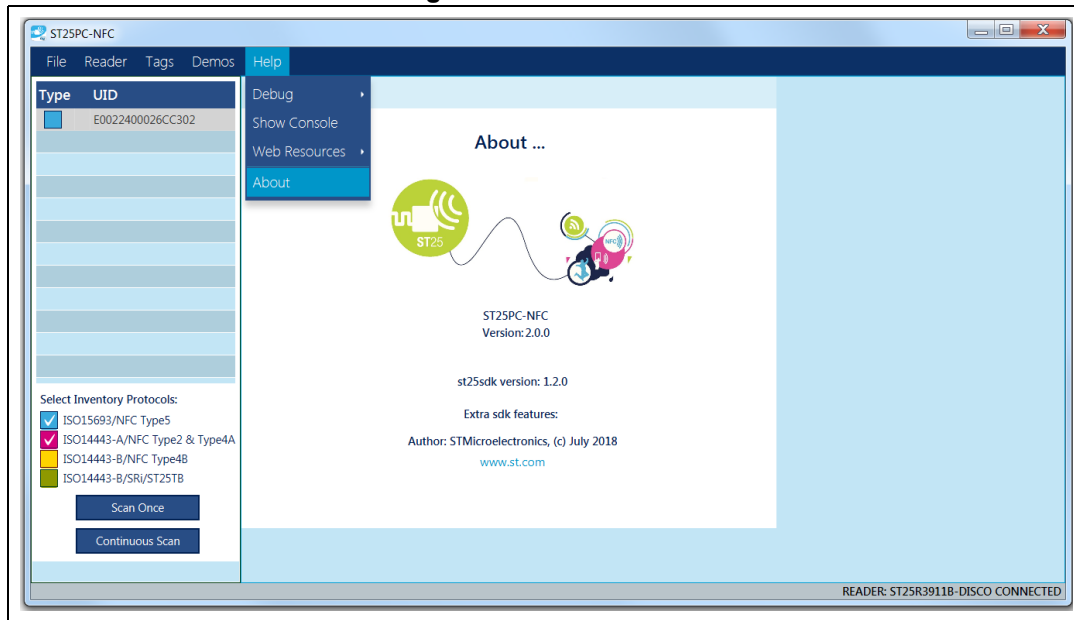 ST25PC-NFC
File Reader Tags Demos Help
Type UID
E0022400026CC302
Debug
Show Console
Web Resources
About
About ...
ST25
NFC
ST25PC-NFC
Version:2.0.0
st25sdk version: 1.2.0
Extra sdk features:
Author: STMicroelectronics, (c) July 2018
www.st.com
Select Inventory Protocols:
ISO15693/NFC Type5
ISO14443-A/NFC Type2 & Type4A
ISO14443-B/NFC Type4B
ISO14443-B/SRi/ST25TB
Scan Once
Continuous Scan
READER: ST25R3911B-DISCO CONNECTED